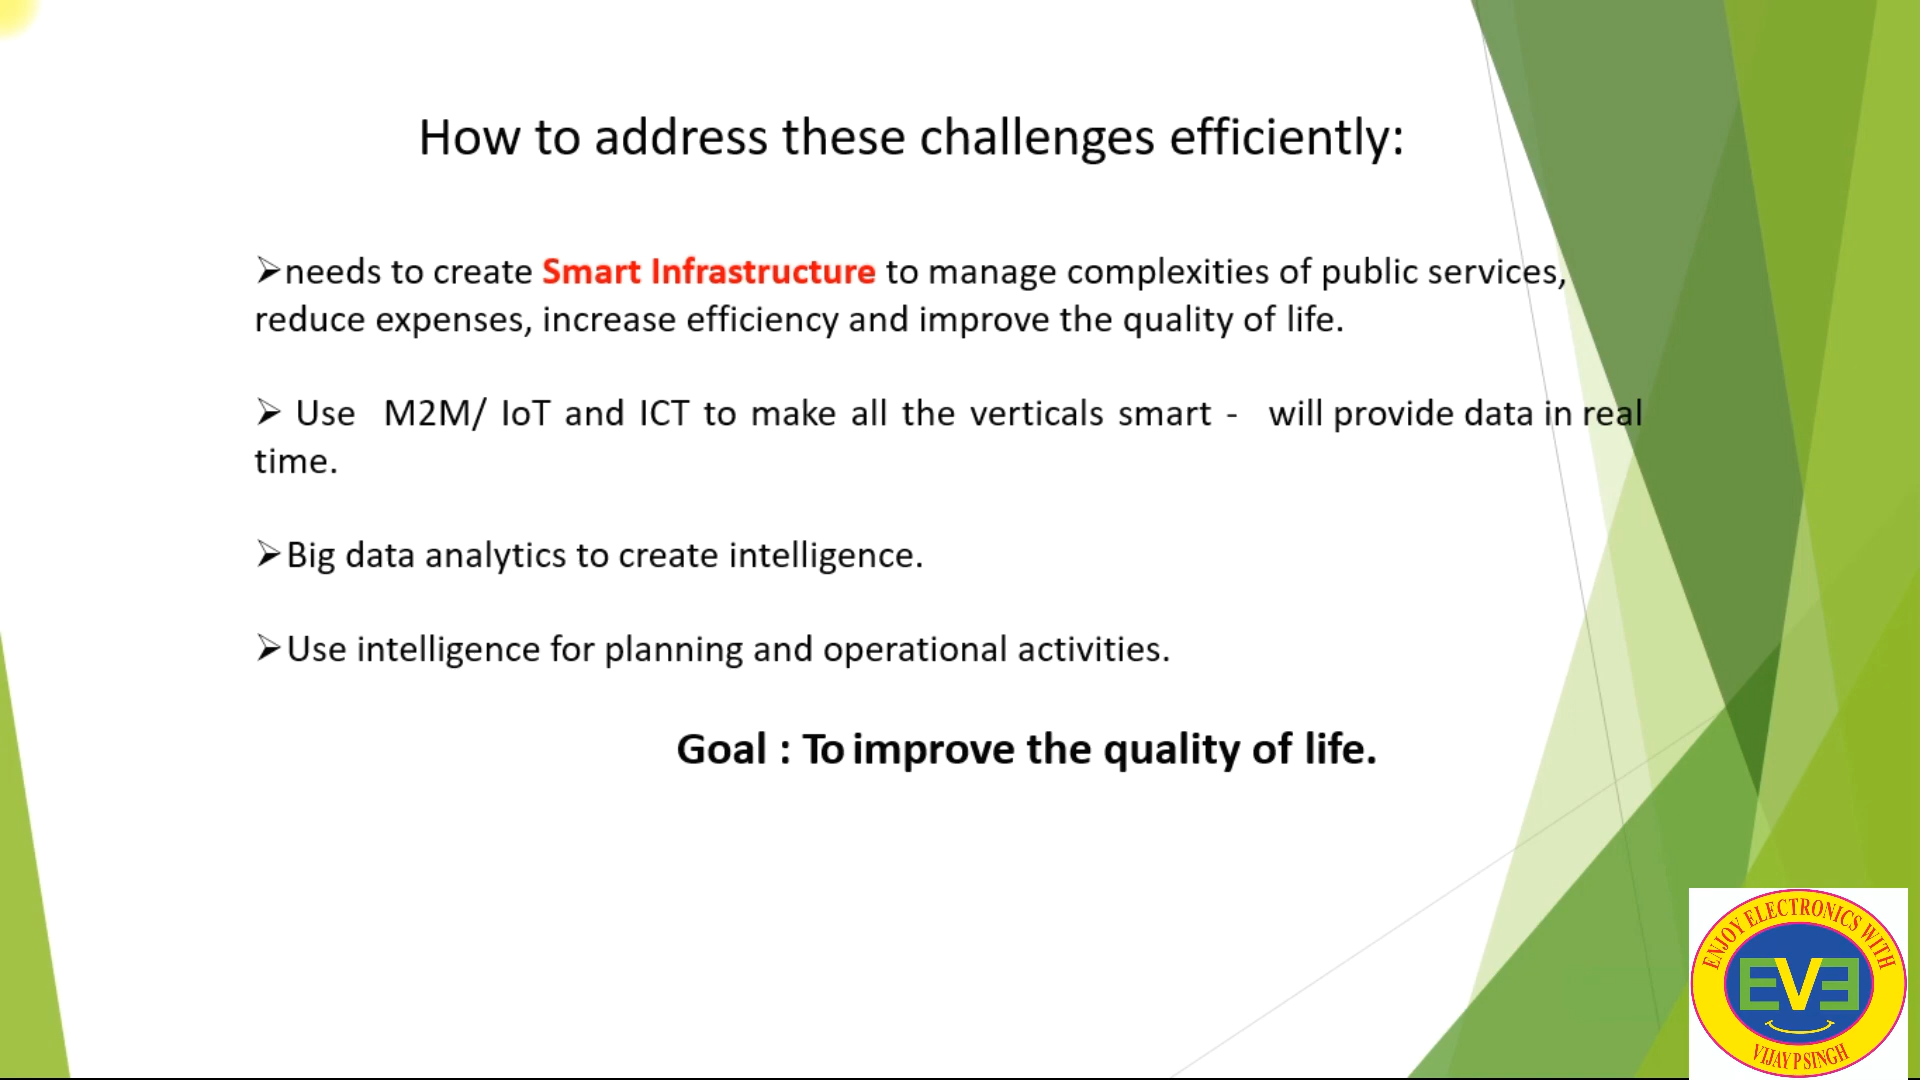 How to address these challenges efficiently:
➢needs to create Smart Infrastructure to manage complexities of public services,
reduce expenses, increase efficiency and improve the quality of life.
➢ Use M2M/ IoT and ICT to make all the verticals smart - will provide data in real
time.
➢Big data analytics to create intelligence.
➢Use intelligence for planning and operational activities.
Goal : To improve the quality of life.
ENJOY ELECTRONICS WITH
EVE
VIJAY P SINGH